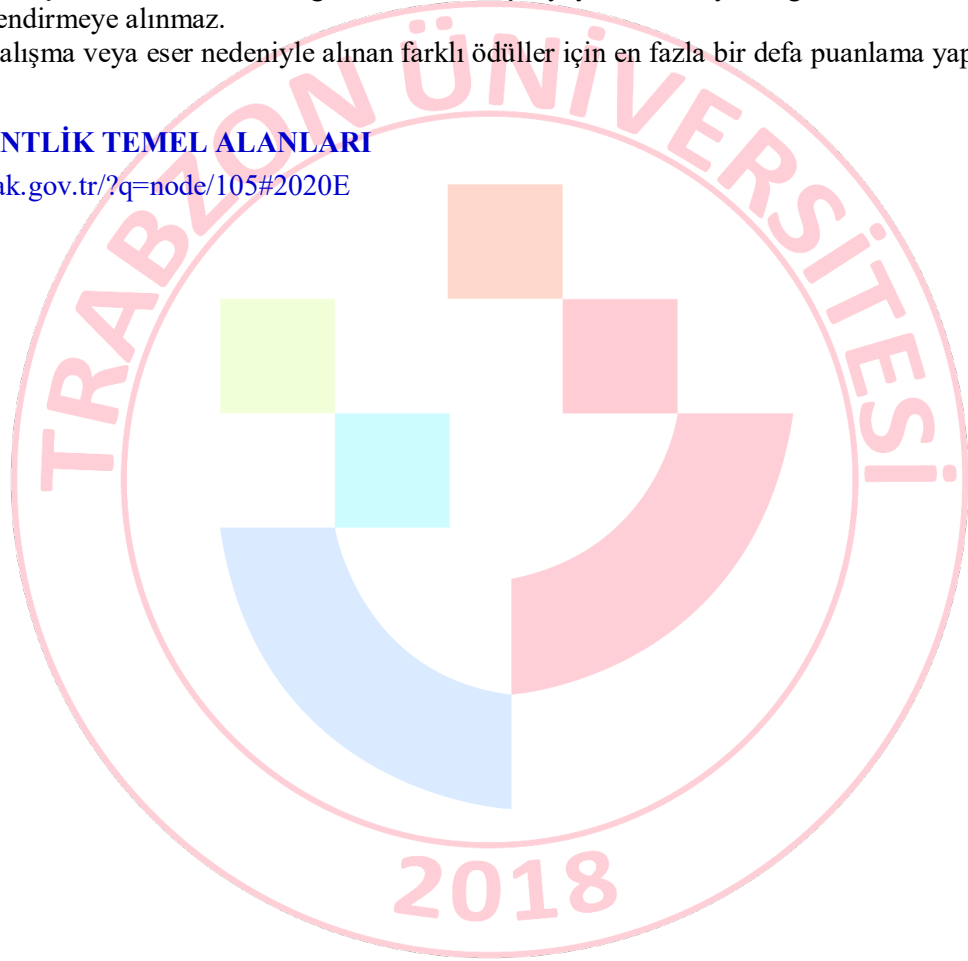 endirmeye alınmaz.
alışma veya eser nedeniyle alınan farklı ödüller için en fazla bir defa puanlama yap
NTLİK TEMEL ALANLARI
ak.gov.tr/?q=node/105#2020E
TRABZON ÜNİVERSİTESİ
2018